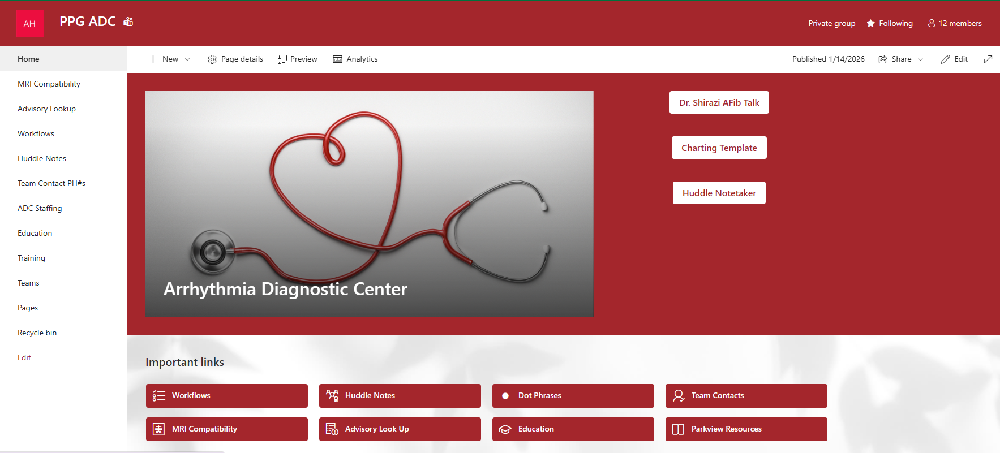 AH
PPG ADC
Private group
Following
12 members
Home
MRI Compatibility
Advisory Lookup
Workflows
Huddle Notes
Team Contact PH#s
ADC Staffing
Education
Training
Teams
Pages
Recycle bin
Edit
New
Page details
Preview
Analytics
Published 1/14/2026
Share
Edit
Arrhythmia Diagnostic Center
Dr. Shirazi AFib Talk
Charting Template
Huddle Notetaker
Important links
Workflows
Huddle Notes
Dot Phrases
Team Contacts
MRI Compatibility
Advisory Look Up
Education
Parkview Resources